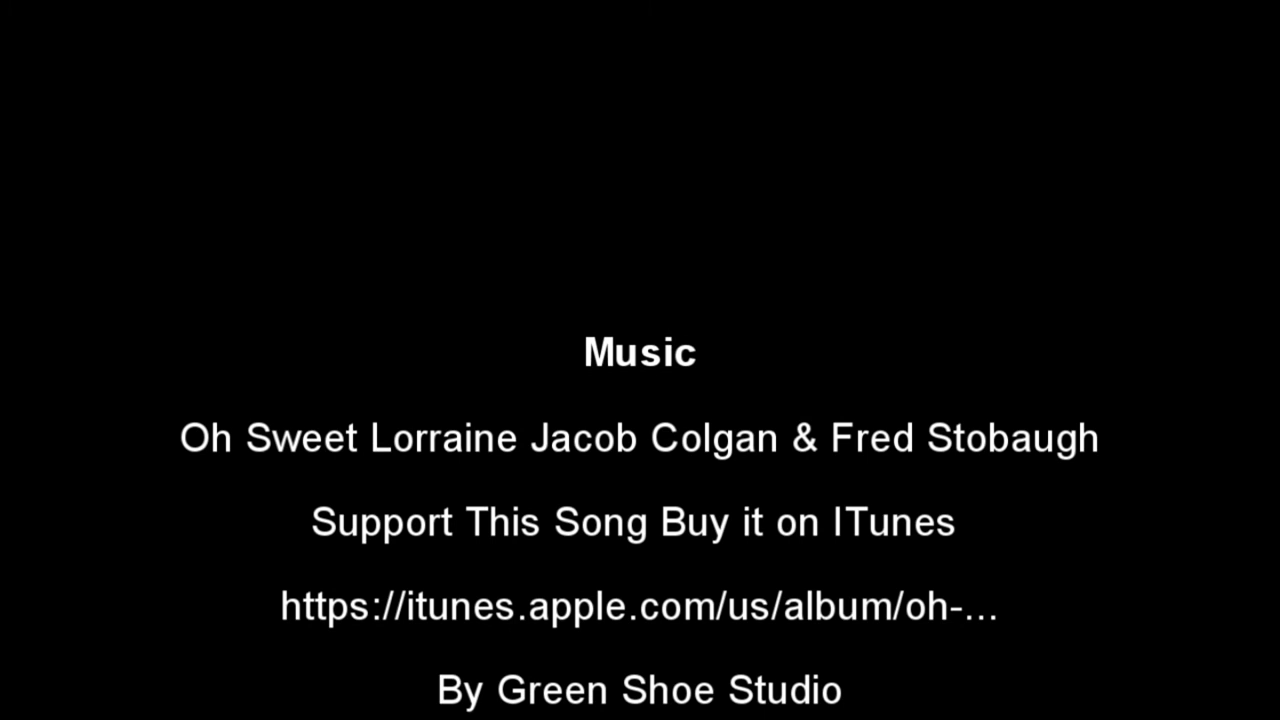 Music
Oh Sweet Lorraine Jacob Colgan & Fred Stobaugh
Support This Song Buy it on ITunes
https://itunes.apple.com/us/album/oh-...
By Green Shoe Studio